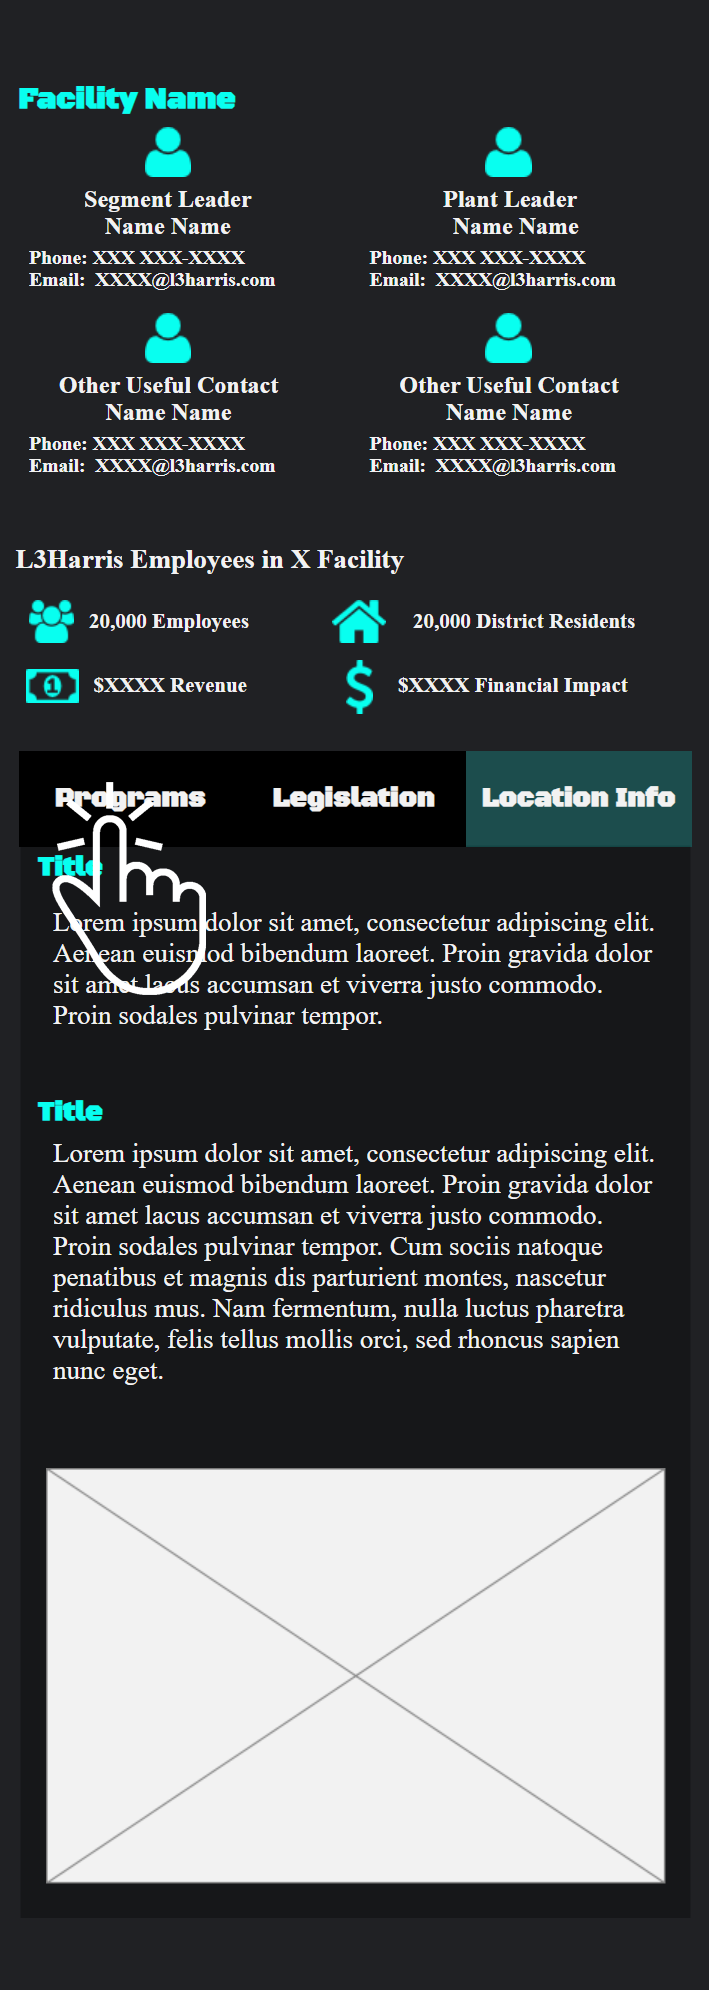 Facility Name
Segment Leader
Name Name
Phone: XXX XXX-XXXX
Email: XXXX@l3harris.com
Plant Leader
Name Name
Phone: XXX XXX-XXXX
Email: XXXX@l3harris.com
Other Useful Contact
Name Name
Phone: XXX XXX-XXXX
Email: XXXX@l3harris.com
Other Useful Contact
Name Name
Phone: XXX XXX-XXXX
Email: XXXX@l3harris.com
L3Harris Employees in X Facility
20,000 Employees
20,000 District Residents
$XXXX Revenue
$XXXX Financial Impact
Programs
Legislation
Location Info
Title
Lorem ipsum dolor sit amet, consectetur adipiscing elit.
Aenean euismod bibendum laoreet. Proin gravida dolor
sit amet lacus accumsan et viverra justo commodo.
Proin sodales pulvinar tempor.
Title
Lorem ipsum dolor sit amet, consectetur adipiscing elit.
Aenean euismod bibendum laoreet. Proin gravida dolor
sit amet lacus accumsan et viverra justo commodo.
Proin sodales pulvinar tempor. Cum sociis natoque
penatibus et magnis dis parturient montes, nascetur
ridiculus mus. Nam fermentum, nulla luctus pharetra
vulputate, felis tellus mollis orci, sed rhoncus sapien
nunc eget.